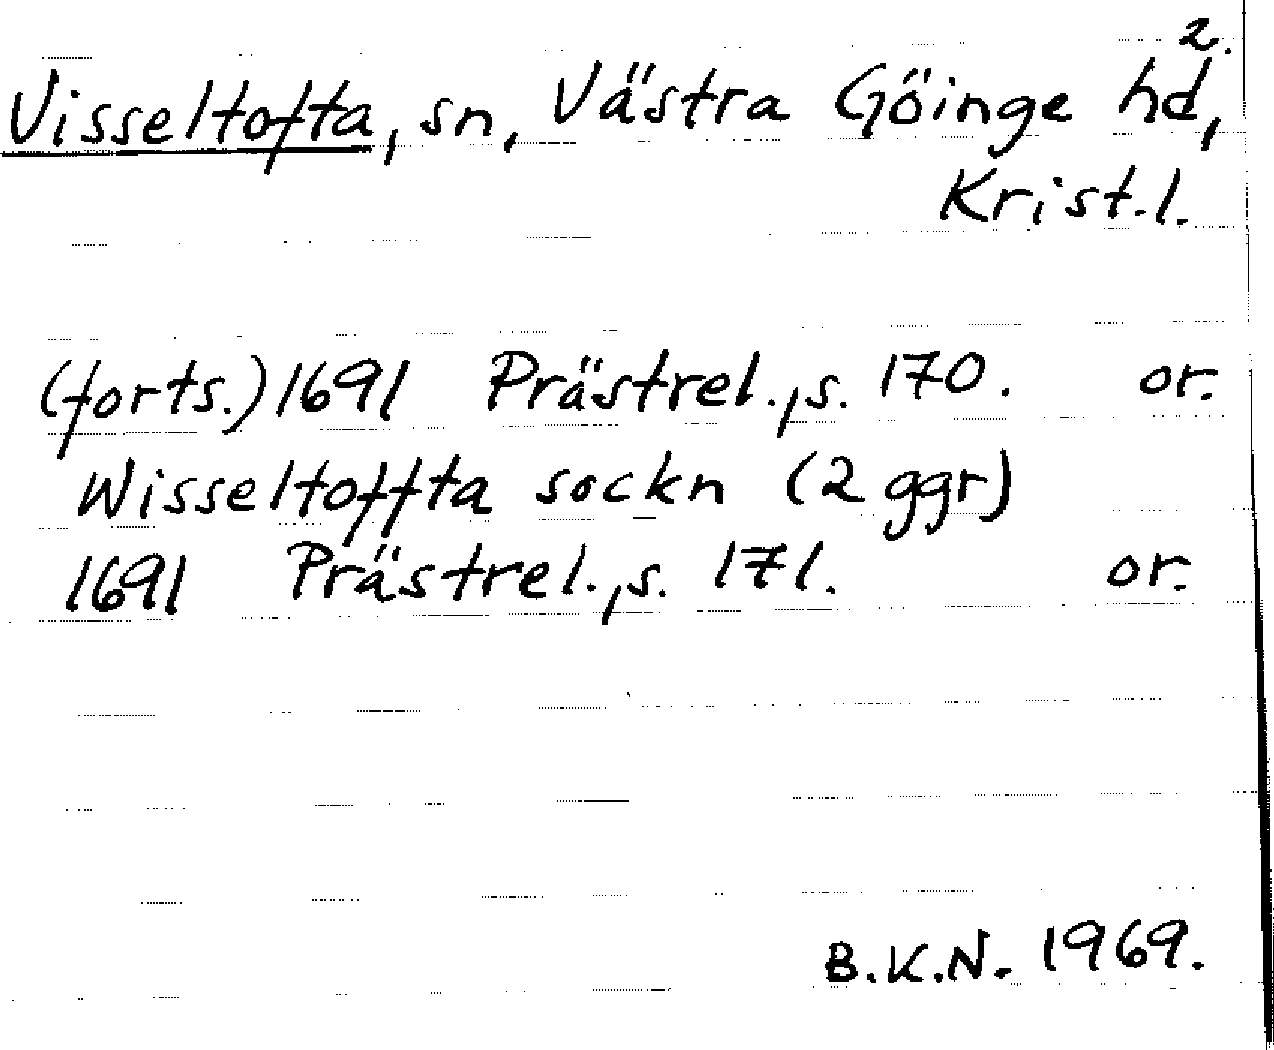 2.
Visseltofta, sn, Västra Göinge hd,
Krist.l.
(forts.) 1691 Prästrel., s. 170. or.
Wisseltoffta sockn (2 ggr)
1691 Prästrel., s. 171. or.
B.K.N. 1969.